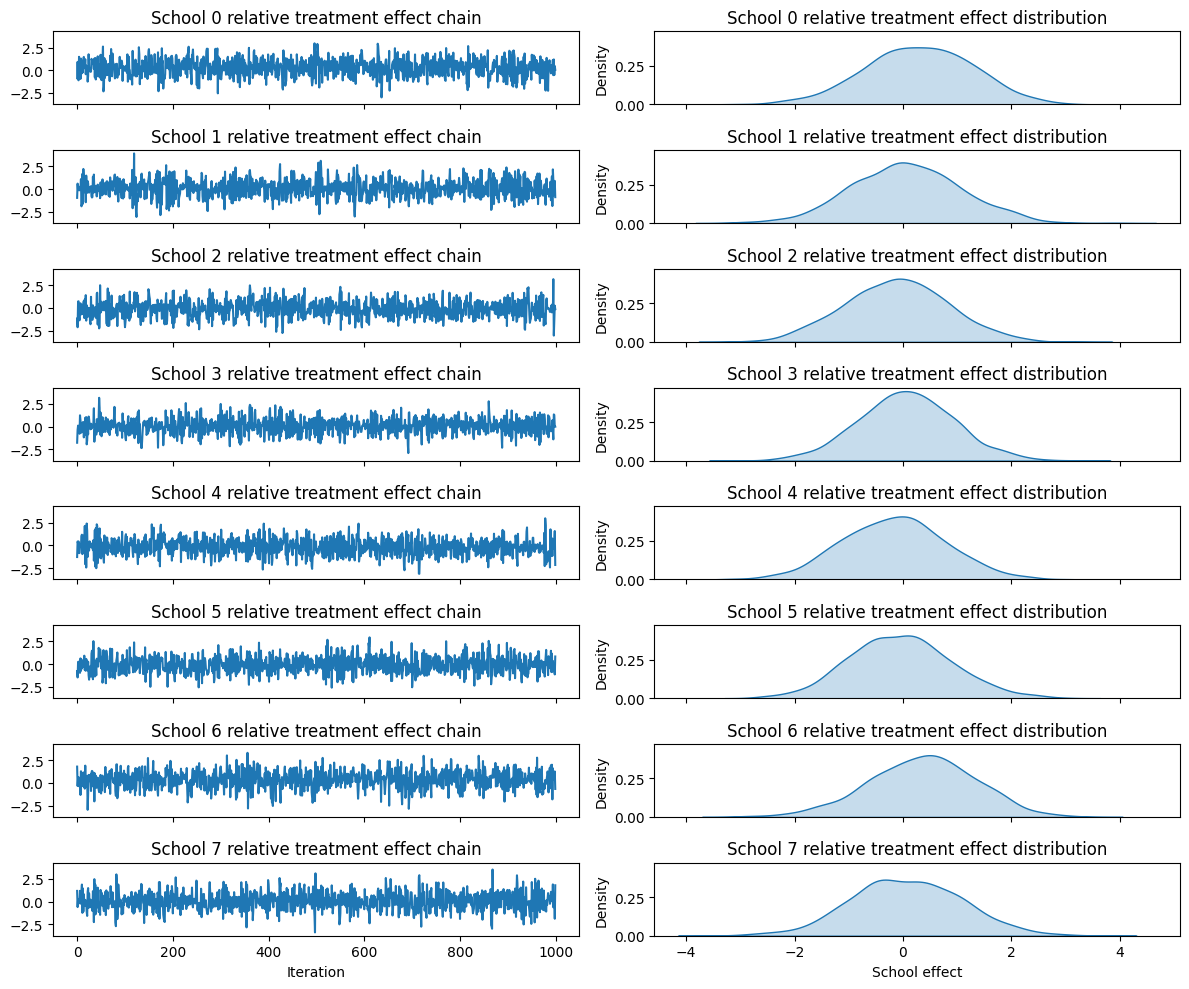 School 0 relative treatment effect chain
2.5
0.0
−2.5
School 0 relative treatment effect distribution
Density
0.25
0.00
School 1 relative treatment effect chain
2.5
0.0
−2.5
School 1 relative treatment effect distribution
Density
0.25
0.00
School 2 relative treatment effect chain
2.5
0.0
−2.5
School 2 relative treatment effect distribution
Density
0.25
0.00
School 3 relative treatment effect chain
2.5
0.0
−2.5
School 3 relative treatment effect distribution
Density
0.25
0.00
School 4 relative treatment effect chain
2.5
0.0
−2.5
School 4 relative treatment effect distribution
Density
0.25
0.00
School 5 relative treatment effect chain
2.5
0.0
−2.5
School 5 relative treatment effect distribution
Density
0.25
0.00
School 6 relative treatment effect chain
2.5
0.0
−2.5
School 6 relative treatment effect distribution
Density
0.25
0.00
School 7 relative treatment effect chain
2.5
0.0
−2.5
0 200 400 600 800 1000
Iteration
School 7 relative treatment effect distribution
Density
0.25
0.00
−4 −2 0 2 4
School effect